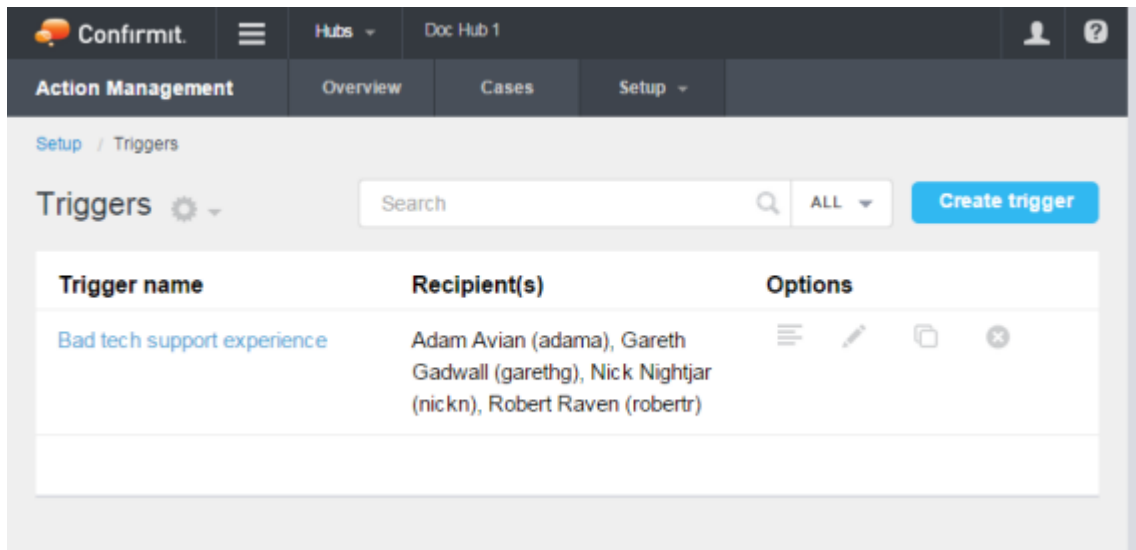 Confirmit. Hubs Doc Hub 1
Action Management Overview Cases Setup
Setup / Triggers
Triggers Search ALL Create trigger
Trigger name Recipient(s) Options
Bad tech support experience Adam Avian (adama), Gareth
Gadwall (garethg), Nick Nightjar
(nickn), Robert Raven (robertr)